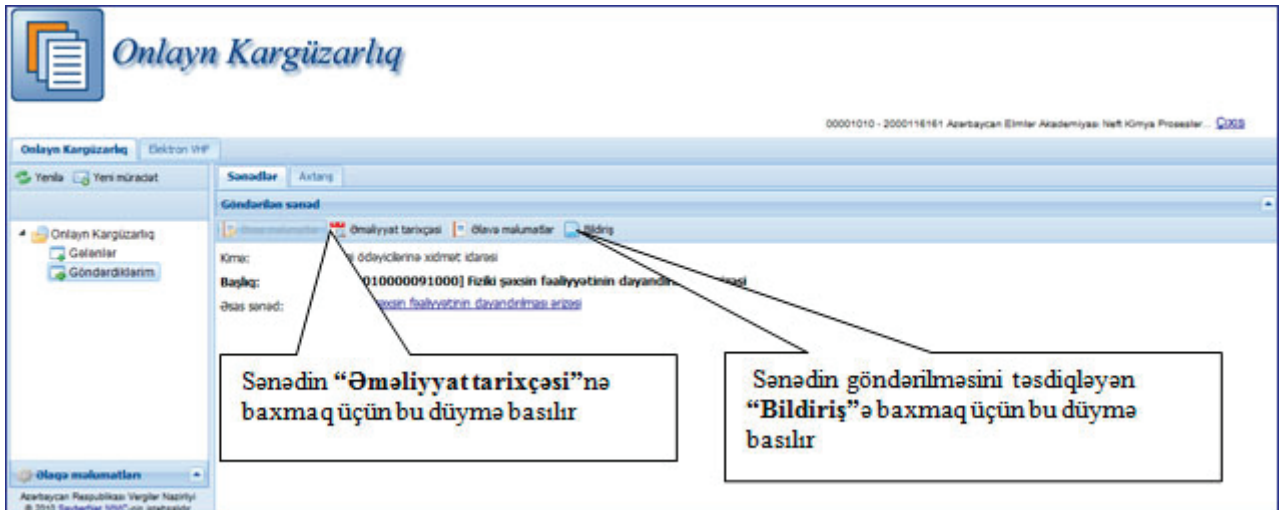 Onlayn Kargüzarlıq
00001010 - 2000116161 Azərbaycan Elmlər Akademiyası Neft Kimya Proseslər... Çıxış
Onlayn Kargüzarlıq Elektron VHF
Yenilə Yeni müraciət
Sənədlər Axtarış
Göndərilən sənəd
Əməliyyat tarixçəsi Əlavə məlumatlar Bildiriş
Onlayn Kargüzarlıq
Gələnlər
Göndərdiklərim
Kimə: ödəyicilərinə xidmət idarəsi
Başlıq: 010000091000] Fiziki şəxsin fəaliyyətinin
Əsas sənəd: şəxsin fəaliyyətinin dayandırılması ərizəsi
Sənədin “Əməliyyat tarixçəsi”nə
baxmaq üçün bu düymə basılır
Sənədin göndərilməsini təsdiqləyən
“Bildiriş”ə baxmaq üçün bu düymə
basılır
Əlaqə məlumatları
Azərbaycan Respublikası Vergilər Nazirliyi